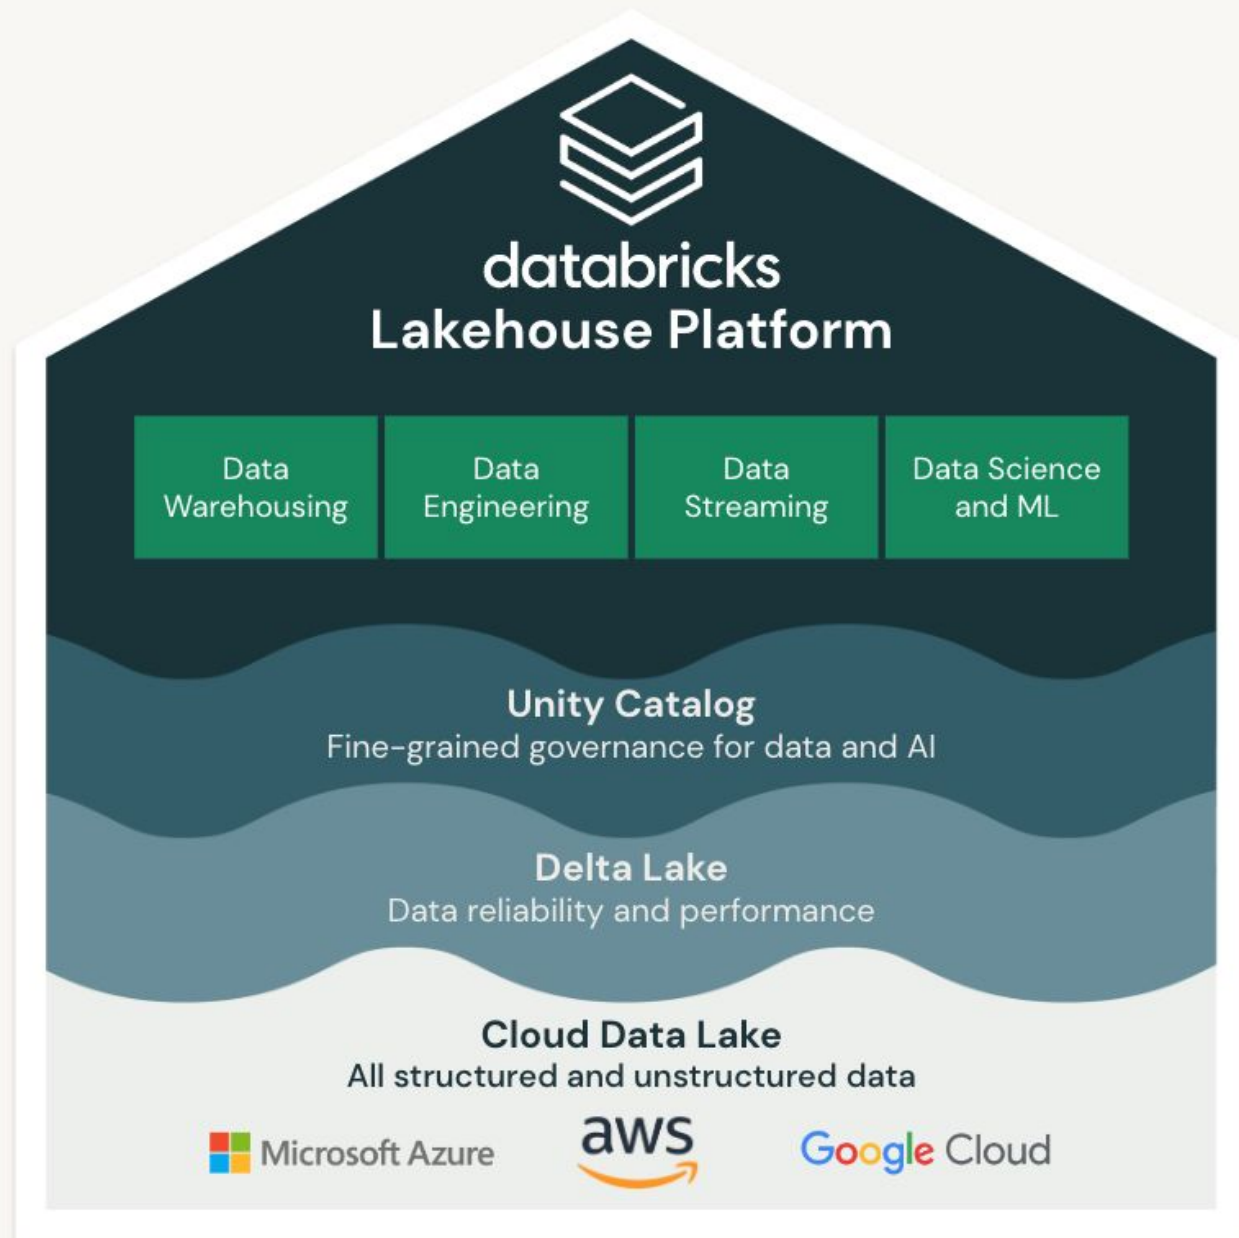 databricks
Lakehouse Platform
Data
Warehousing
Data
Engineering
Data
Streaming
Data Science
and ML
Unity Catalog
Fine-grained governance for data and AI
Delta Lake
Data reliability and performance
Cloud Data Lake
All structured and unstructured data
Microsoft Azure
aws
Google Cloud